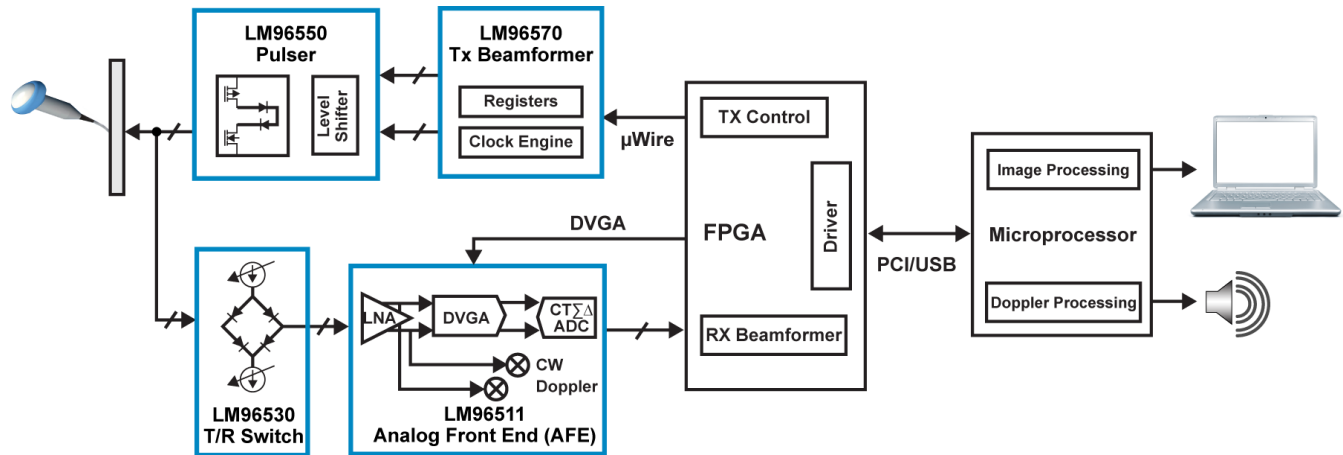 LM96550
Pulser
Level
Shifter
LM96570
Tx Beamformer
Registers
Clock Engine
µWire
TX Control
FPGA
Driver
RX Beamformer
DVGA
PCI/USB
Image Processing
Microprocessor
Doppler Processing
LM96530
T/R Switch
LNA
DVGA
CT∑Δ
ADC
CW
Doppler
LM96511
Analog Front End (AFE)